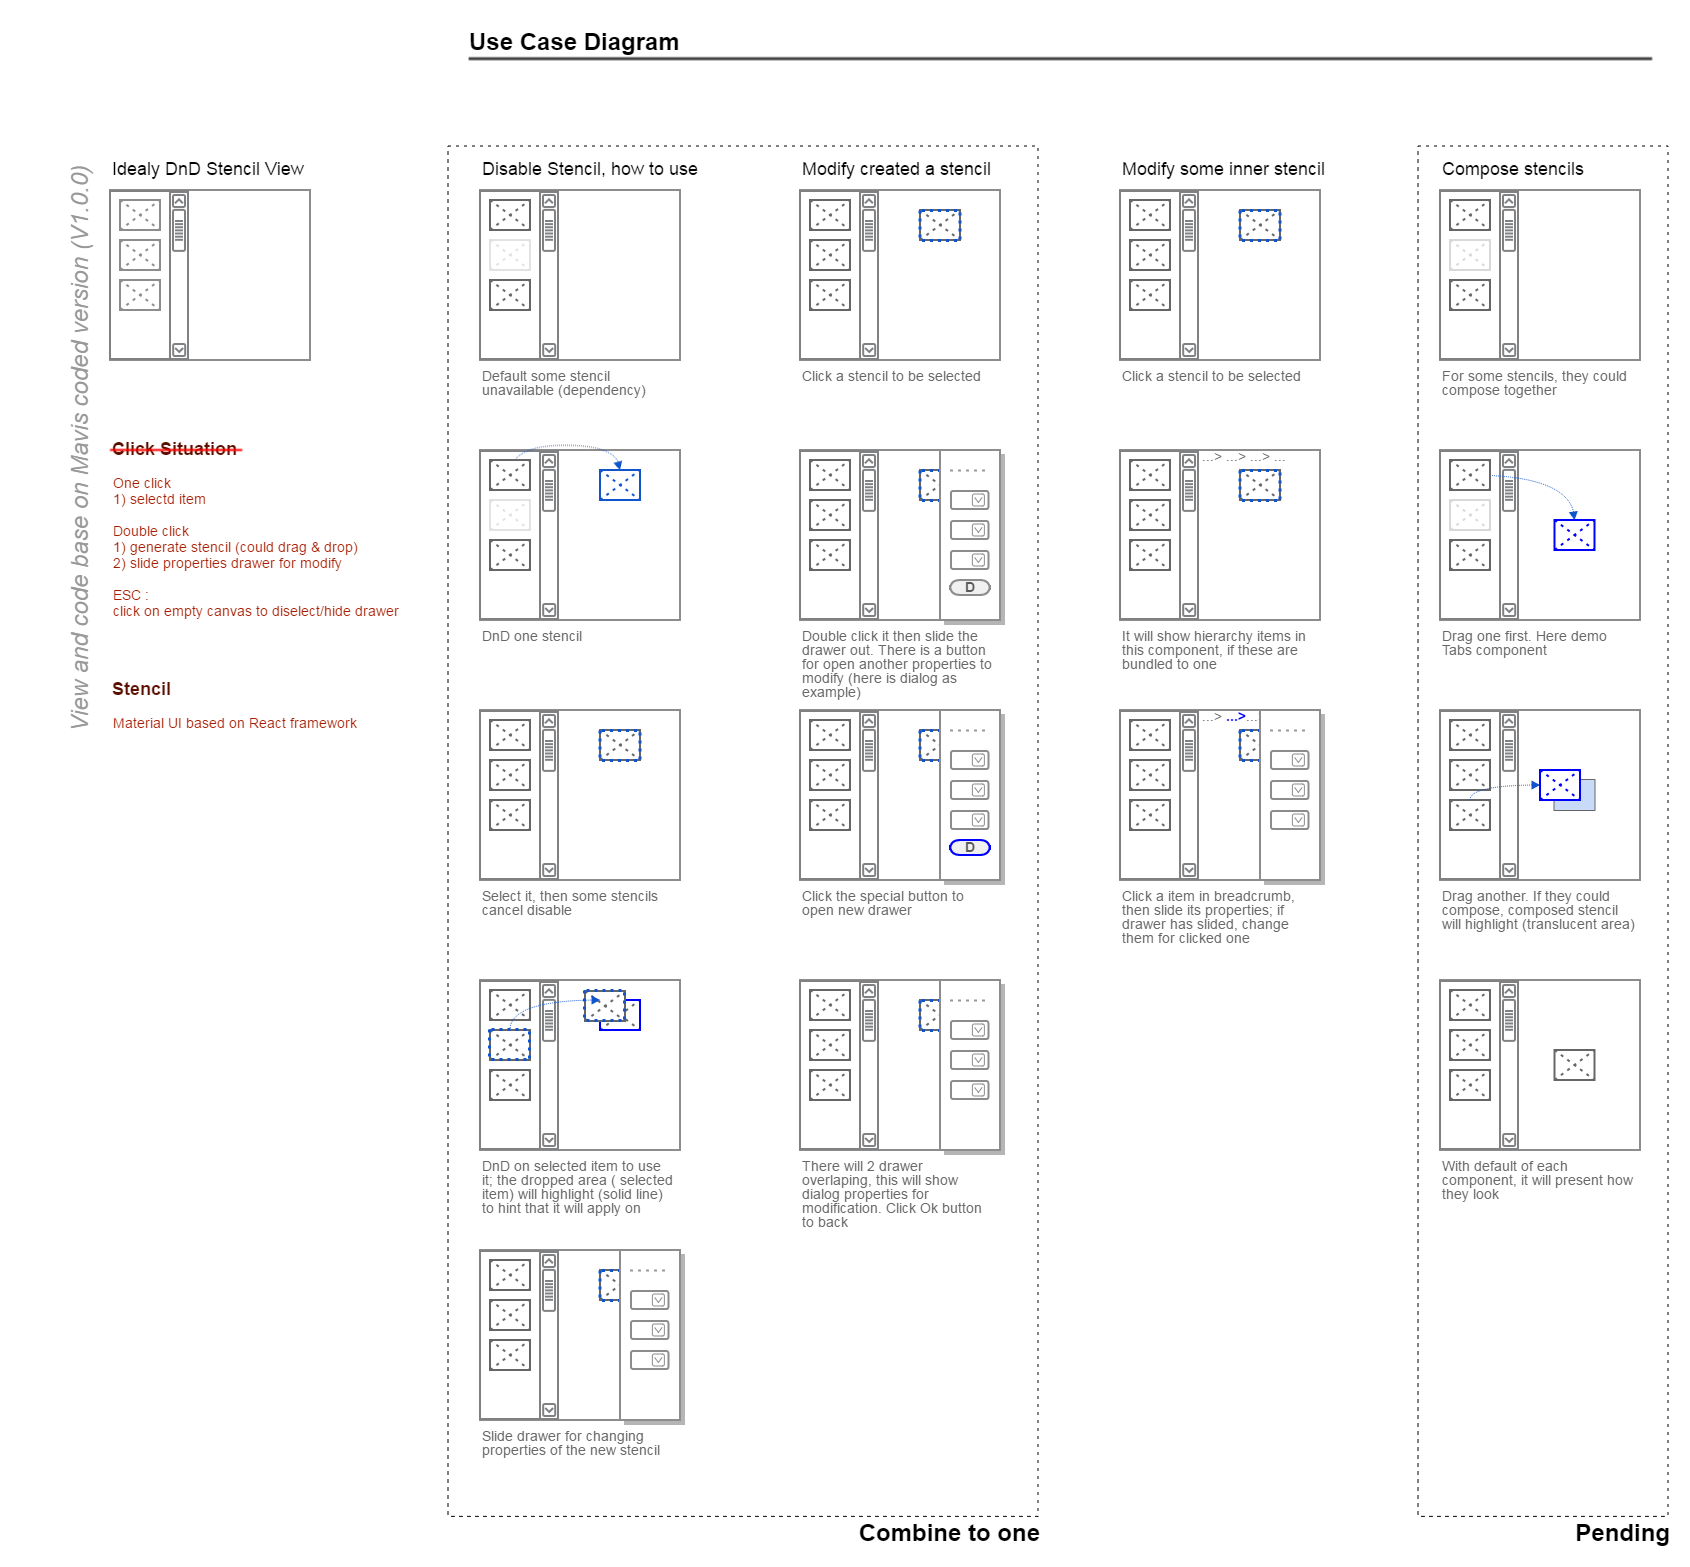 Use Case Diagram
View and code base on Mavis coded version (V1.0.0)
Idealy DnD Stencil View
Click Situation
One click
1) selectd item
Double click
1) generate stencil (could drag & drop)
2) slide properties drawer for modify
ESC :
click on empty canvas to diselect/hide drawer
Stencil
Material UI based on React framework
Disable Stencil, how to use
Default some stencil
unavailable (dependency)
DnD one stencil
Select it, then some stencils
cancel disable
DnD on selected item to use
it; the dropped area ( selected
item) will highlight (solid line)
to hint that it will apply on
Slide drawer for changing
properties of the new stencil
Modify created a stencil
Click a stencil to be selected
D
Double click it then slide the
drawer out. There is a button
for open another properties to
modify (here is dialog as
example)
D
Click the special button to
open new drawer
There will 2 drawer
overlaping, this will show
dialog properties for
modification. Click Ok button
to back
Combine to one
Modify some inner stencil
Click a stencil to be selected
...> ...> ...> ...
It will show hierarchy items in
this component, if these are
bundled to one
...> ...>...
Click a item in breadcrumb,
then slide its properties; if
drawer has slided, change
them for clicked one
Compose stencils
For some stencils, they could
compose together
Drag one first. Here demo
Tabs component
Drag another. If they could
compose, composed stencil
will highlight (translucent area)
With default of each
component, it will present how
they look
Pending